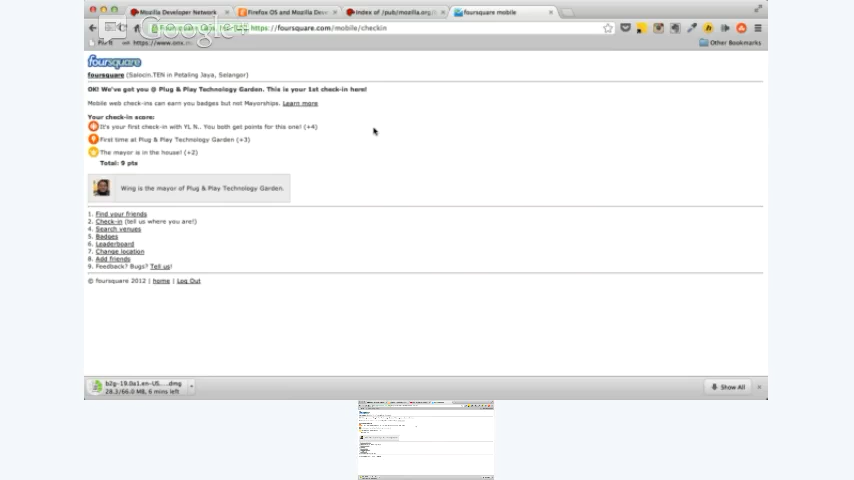 Mozilla Developer Network
Firefox OS and Mozilla Dev
Index of /pub/mozilla.org/
foursquare mobile
Google+
https://foursquare.com/mobile/checkin
https://www.
Other Bookmarks
foursquare
foursquare (Salocin.TEN in Petaling Jaya, Selangor)
OK! We've got you @ Plug & Play Technology Garden. This is your 1st check-in here!
Mobile web check-ins can earn you badges but not Mayorships. Learn more
Your check-in score:
It's your first check-in with YL N.. You both get points for this one! (+4)
First time at Plug & Play Technology Garden (+3)
The mayor is in the house! (+2)
Total: 9 pts
Wing is the mayor of Plug & Play Technology Garden.
1. Find your friends
2. Check-in (tell us where you are!)
4. Search venues
5. Badges
6. Leaderboard
7. Change location
8. Add friends
9. Feedback? Bugs? Tell us!
© foursquare 2012 | home | Log Out
b2g-19.0a1.en-US....dmg
28.3/66.0 MB, 6 mins left
Show All